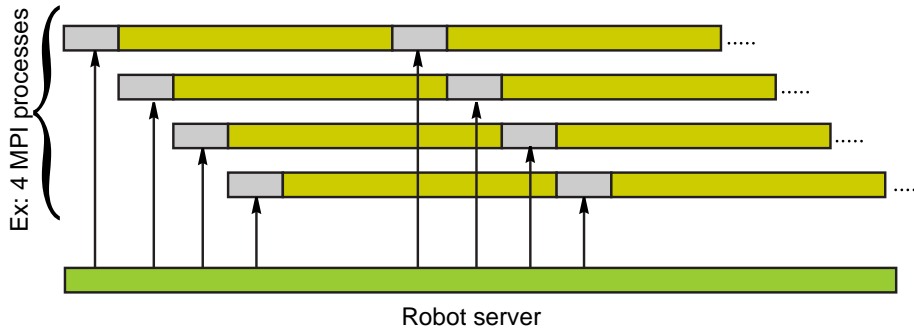 Ex: 4 MPI processes
.....
.....
.....
....
Robot server